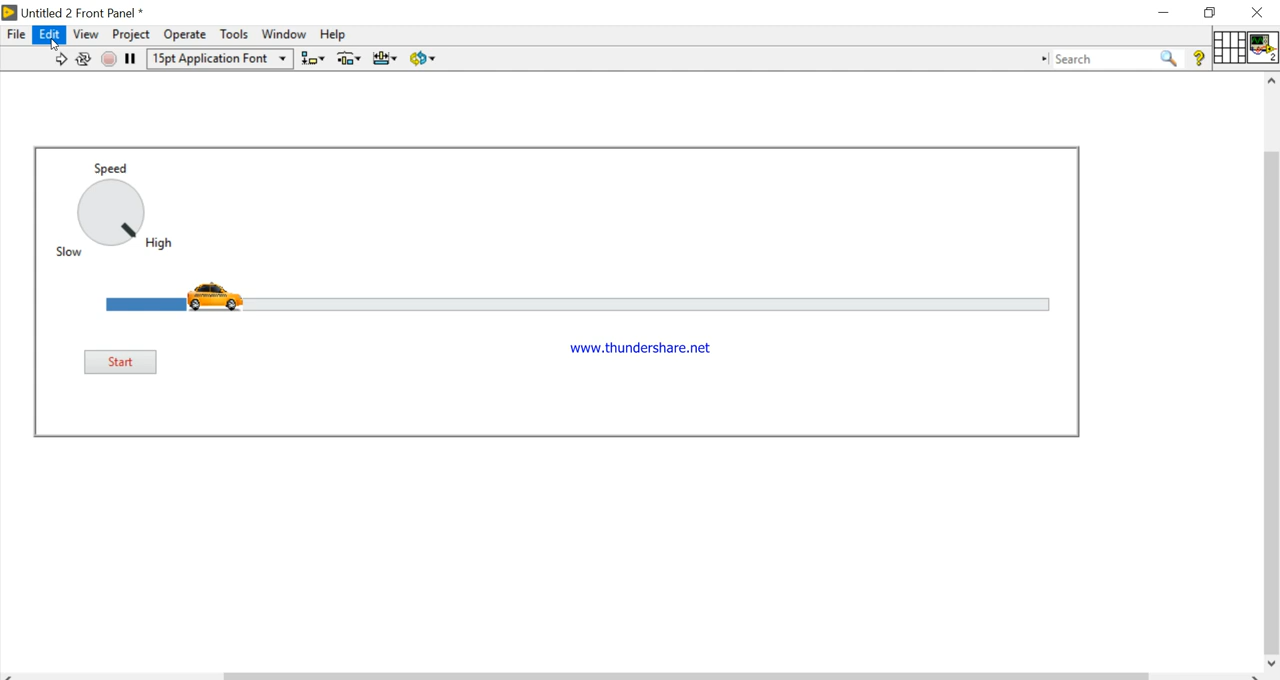 Untitled 2 Front Panel *
File Edit View Project Operate Tools Window Help
15pt Application Font
Search
2
Speed
High
Slow
www.thundershare.net
Start